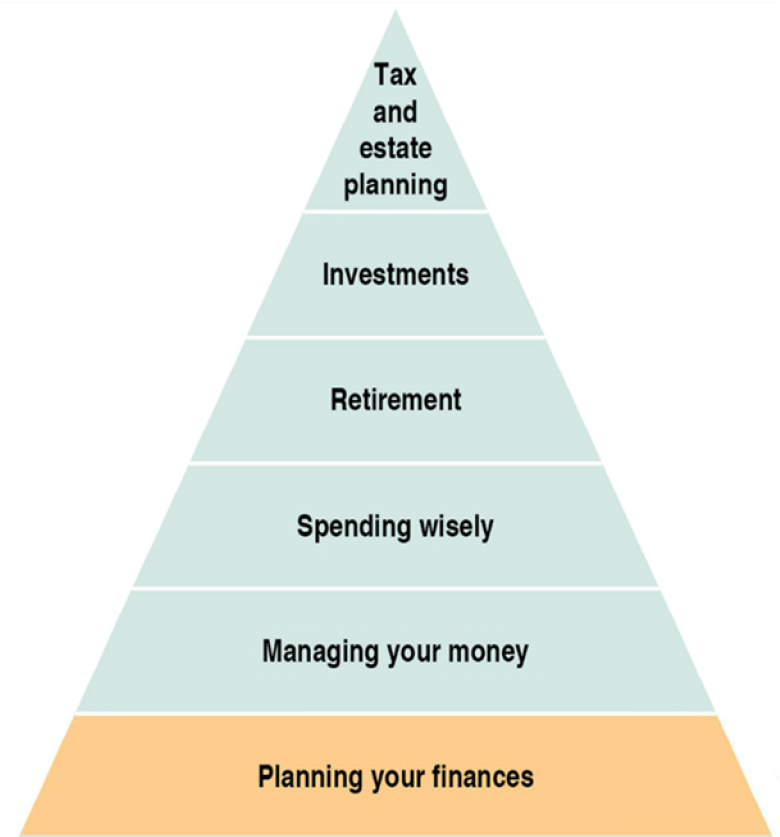 Tax
and
estate
planning
Investments
Retirement
Spending wisely
Managing your money
Planning your finances